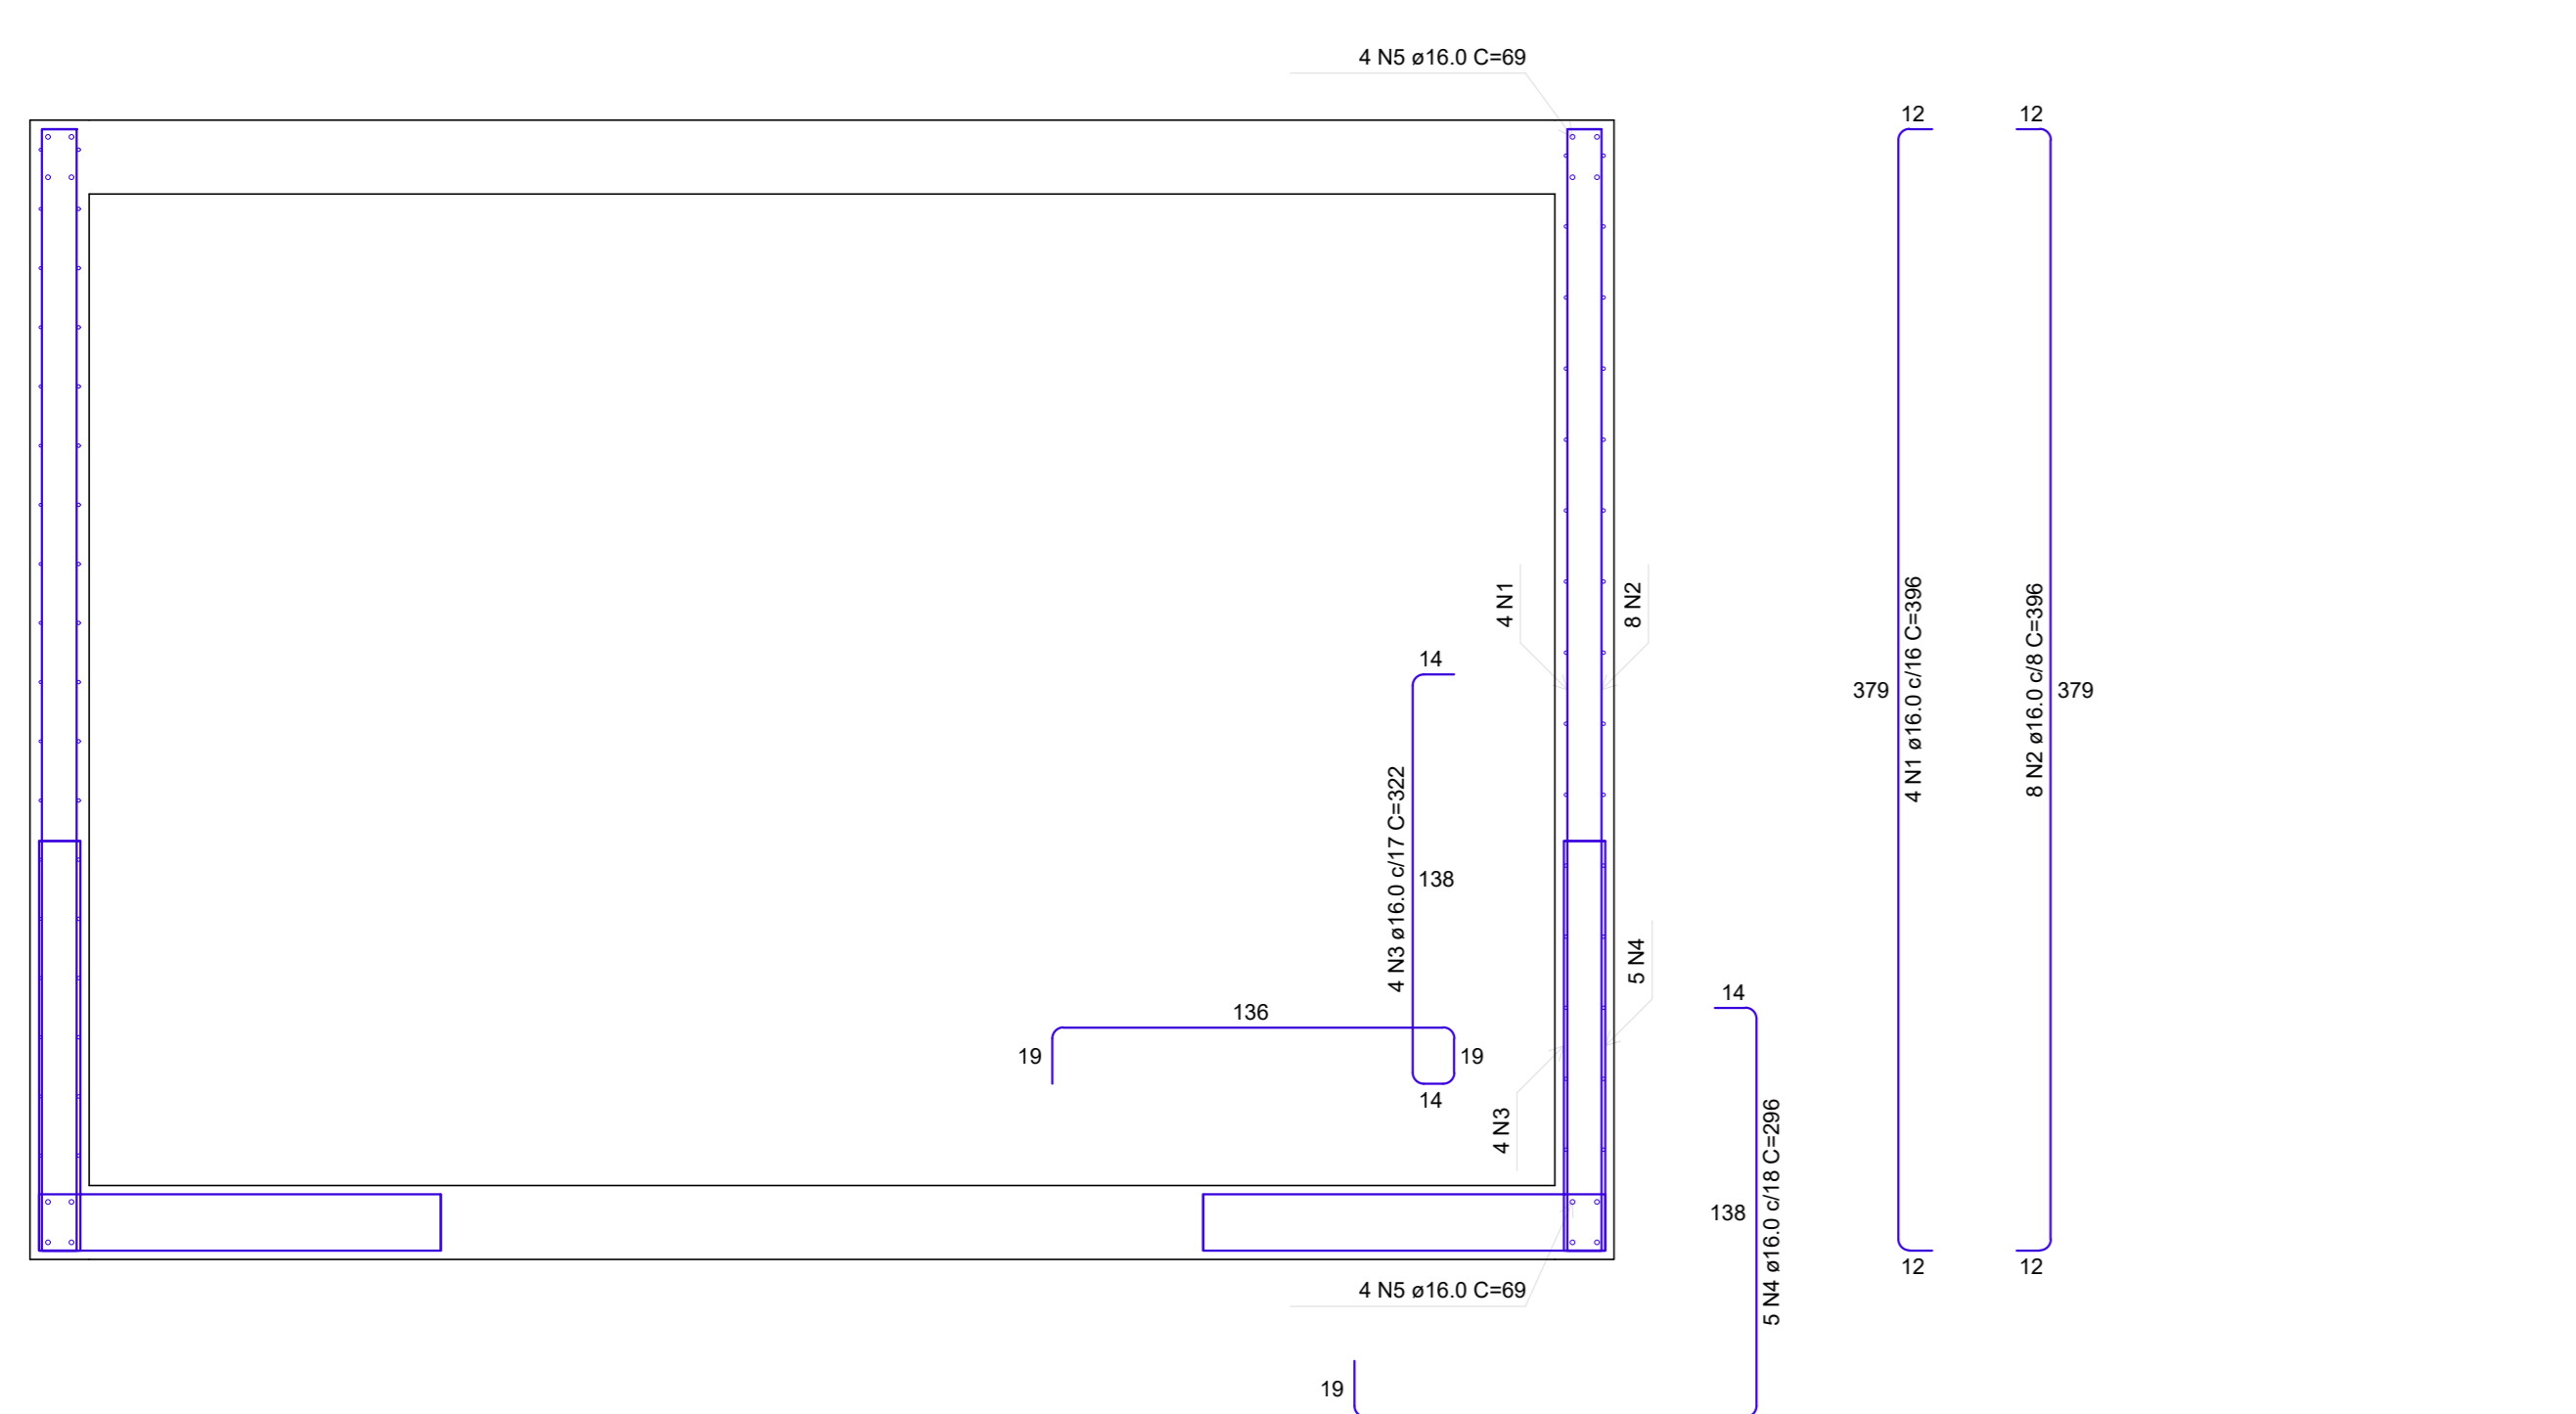 4 N5 ø16.0 C=69
12
12
4 N1
8 N2
14
4 N3 ø16.0 c/17 C=322
138
379
4 N1 ø16.0 c/16 C=396
8 N2 ø16.0 c/8 C=396
379
5 N4
14
136
19
19
14
4 N3
138
5 N4 ø16.0 c/18 C=296
12
12
4 N5 ø16.0 C=69
19